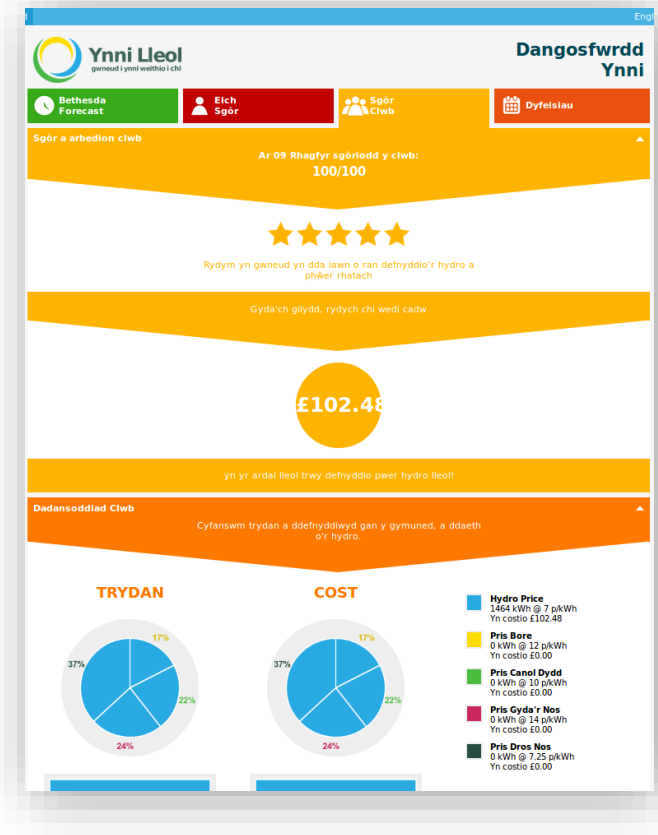 Engl
Ynni Lleol
gwneud i ynni weithio i chi
Dangosfwrdd
Ynni
Bethesda
Forecast
Eich
Sgôr
Sgôr
Clwb
Dyfeisiau
Sgôr a arbedion clwb
Ar 09 Rhagfyr sgôriodd y clwb:
100/100
Rydym yn gwneud yn dda iawn o ran defnyddio'r hydro a
phŵer rhatach
Gyda'ch gilydd, rydych chi wedi cadw
£102.48
yn yr ardal lleol trwy defnyddio pwer hydro lleol!
Dadansoddiad Clwb
Cyfanswm trydan a ddefnyddiwyd gan y gymuned, a ddaeth
o'r hydro.
TRYDAN
17%
37%
22%
24%
COST
17%
37%
22%
24%
Hydro Price
1464 kWh @ 7 p/kWh
Yn costio £102.48
Pris Bore
0 kWh @ 12 p/kWh
Yn costio £0.00
Pris Canol Dydd
0 kWh @ 10 p/kWh
Yn costio £0.00
Pris Gyda'r Nos
0 kWh @ 14 p/kWh
Yn costio £0.00
Pris Dros Nos
0 kWh @ 7.25 p/kWh
Yn costio £0.00